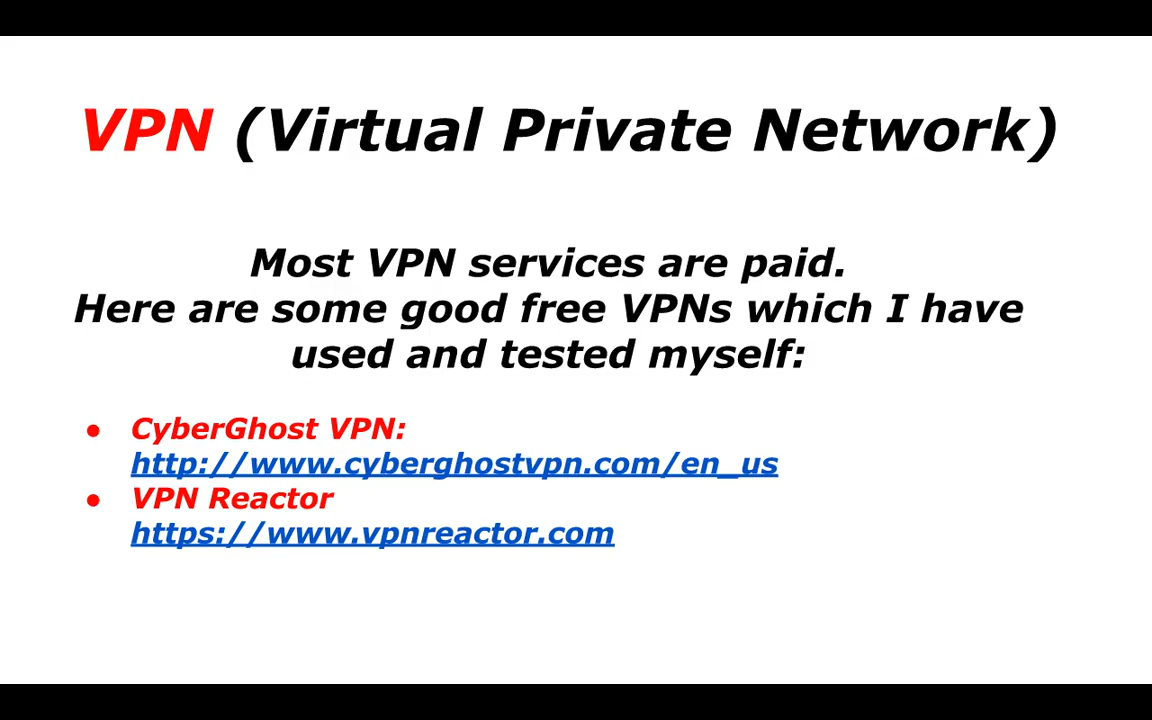 VPN (Virtual Private Network)
Most VPN services are paid.
Here are some good free VPNs which I have
used and tested myself:
● CyberGhost VPN:
http://www.cyberghostvpn.com/en_us
● VPN Reactor
https://www.vpnreactor.com